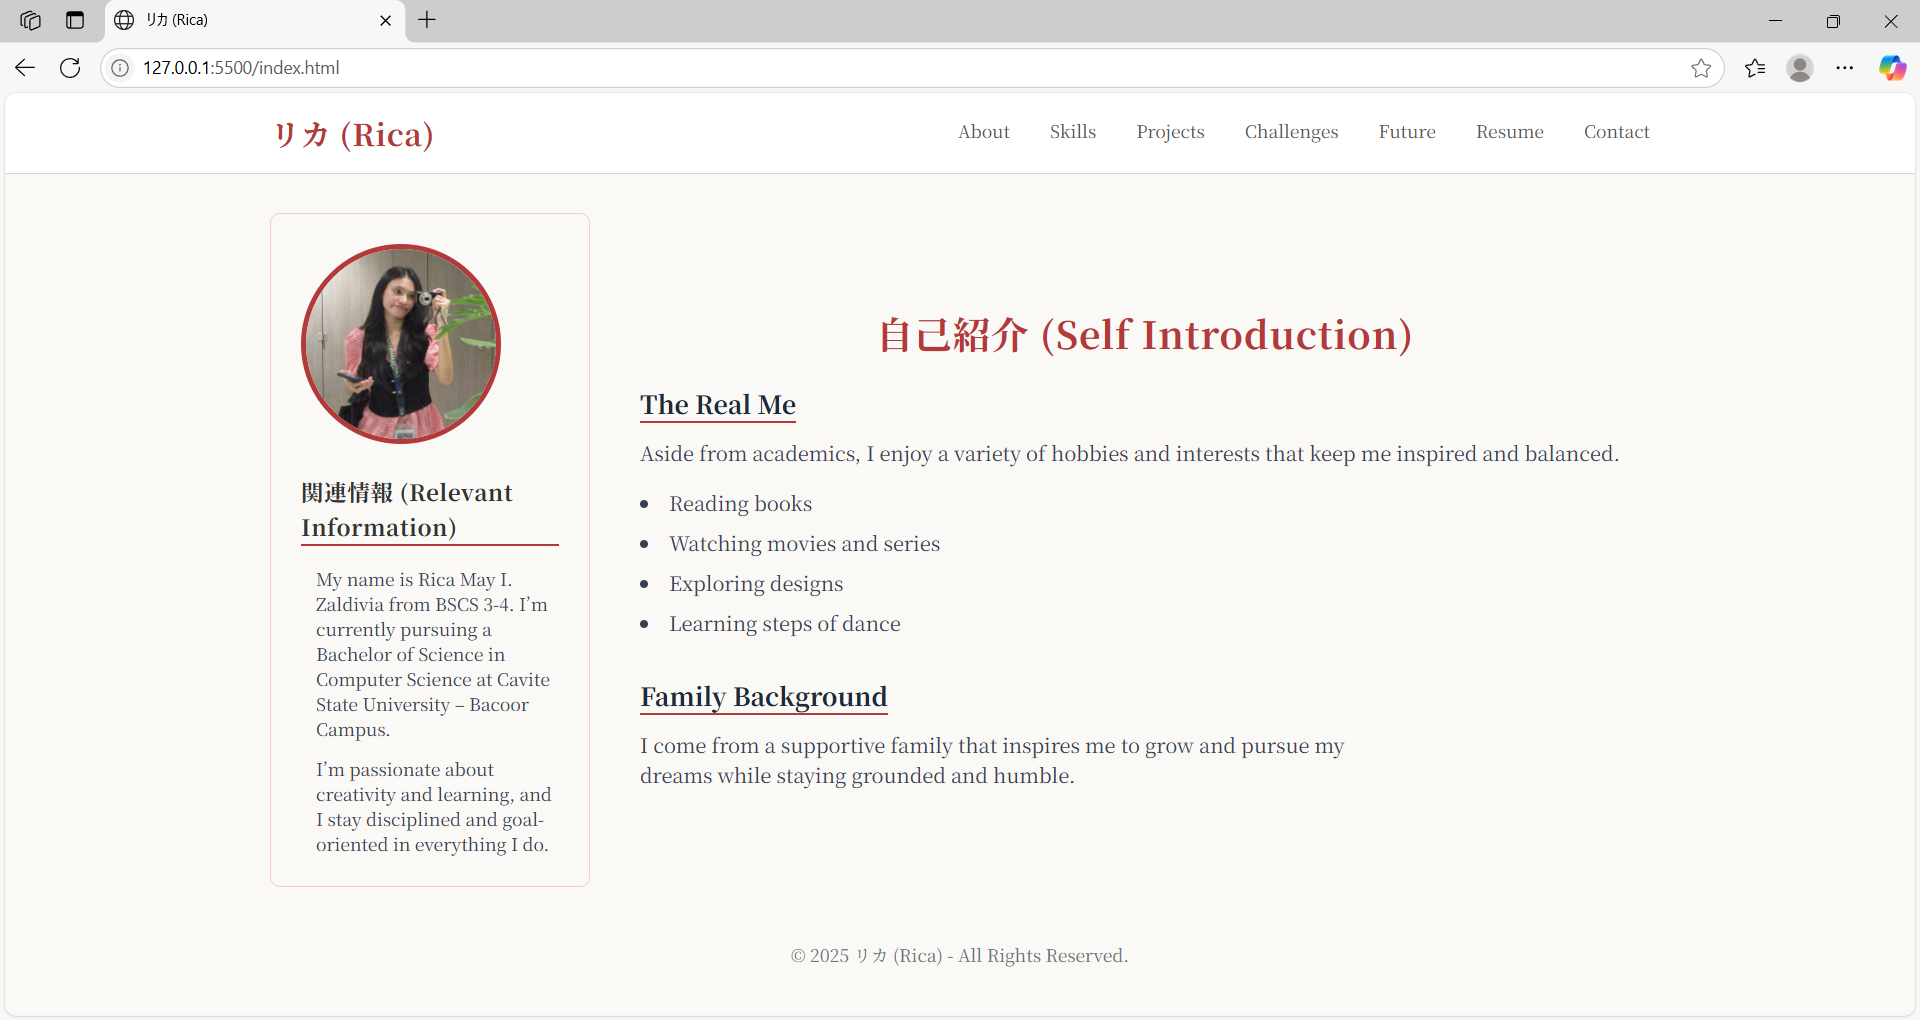 リカ (Rica)
127.0.0.1:5500/index.html
リカ (Rica)
About Skills Projects Challenges Future Resume Contact
関連情報 (Relevant
Information)
My name is Rica May I.
Zaldivia from BSCS 3-4. I’m
currently pursuing a
Bachelor of Science in
Computer Science at Cavite
State University – Bacoor
Campus.
I’m passionate about
creativity and learning, and
I stay disciplined and goal-
oriented in everything I do.
自己紹介 (Self Introduction)
The Real Me
Aside from academics, I enjoy a variety of hobbies and interests that keep me inspired and balanced.
• Reading books
• Watching movies and series
• Exploring designs
• Learning steps of dance
Family Background
I come from a supportive family that inspires me to grow and pursue my
dreams while staying grounded and humble.
© 2025 リカ (Rica) - All Rights Reserved.